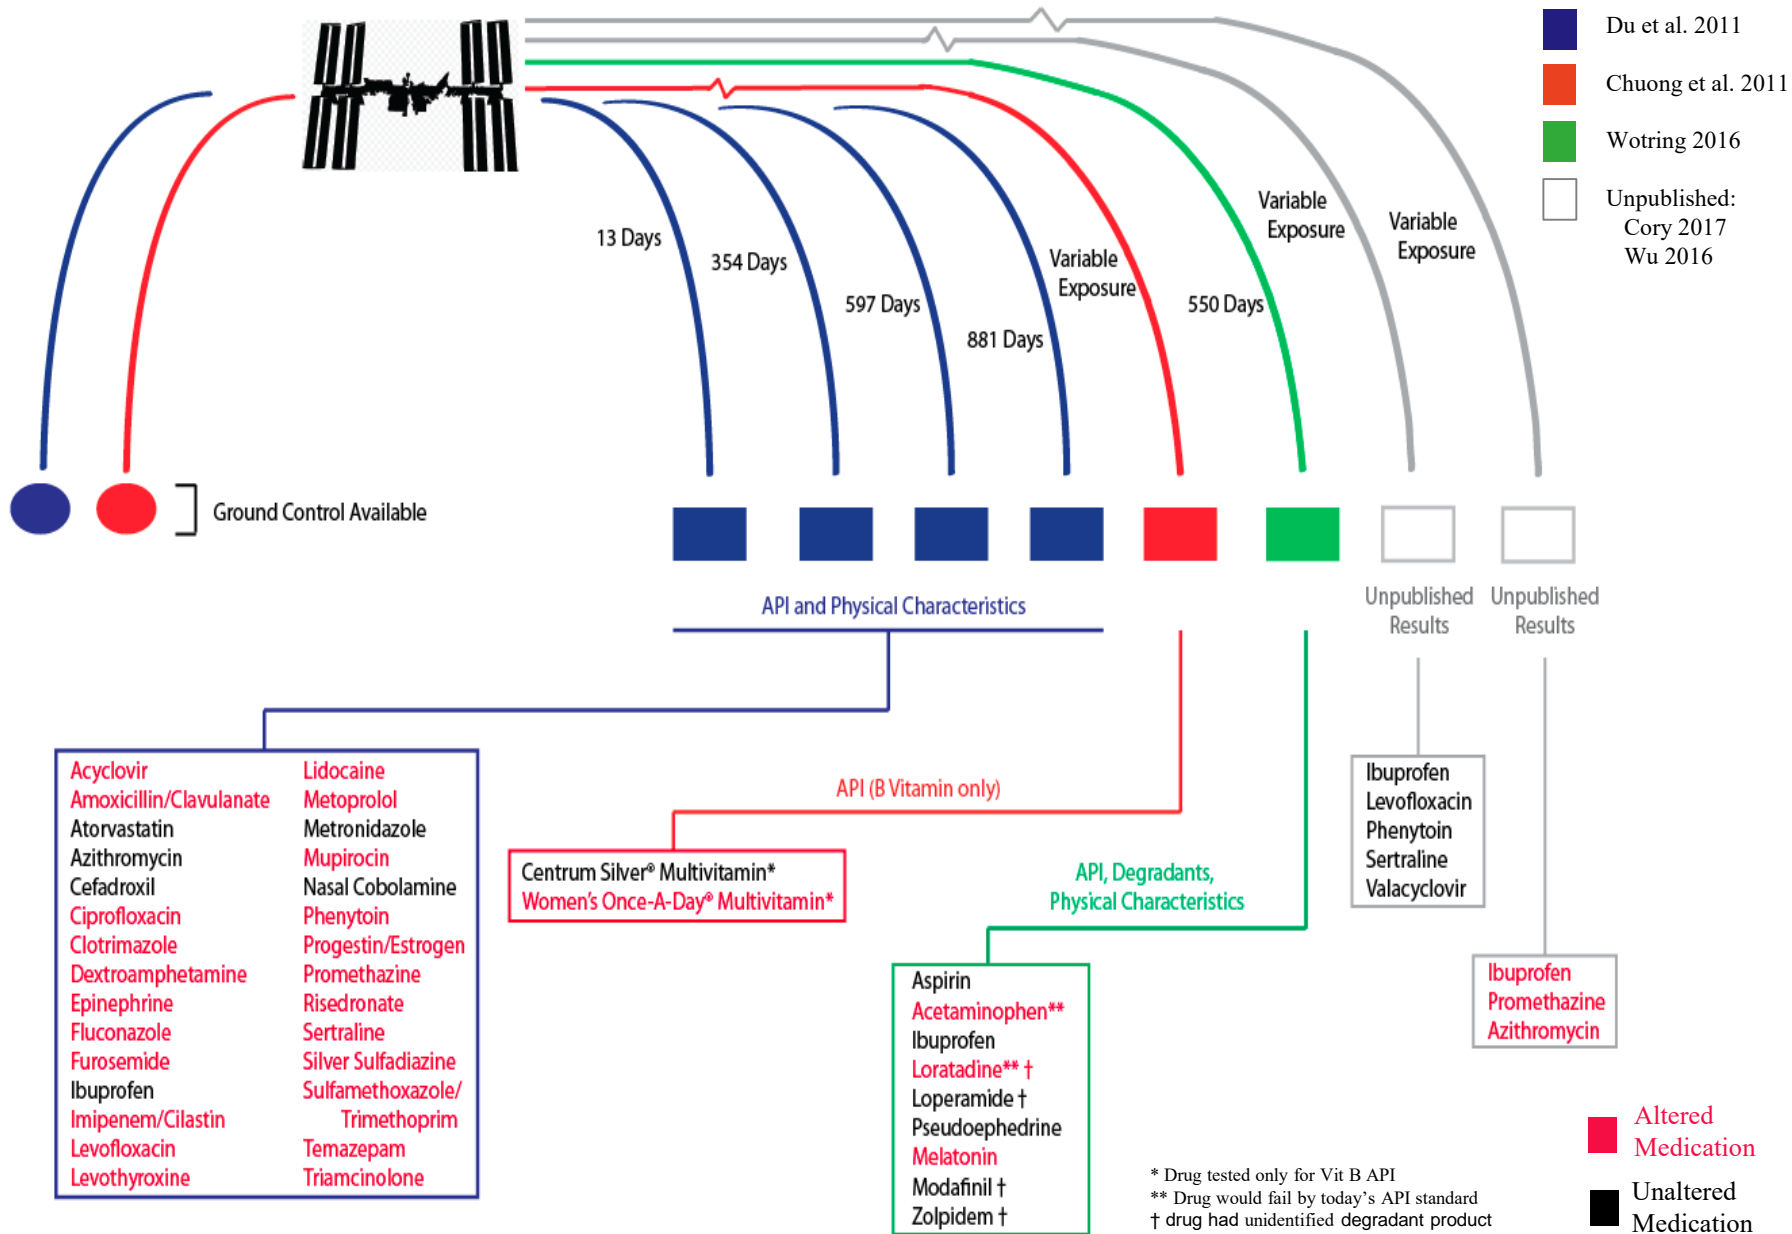 Du et al. 2011
Chuong et al. 2011
Wotring 2016
Unpublished:
Cory 2017
Wu 2016
13 Days
354 Days
597 Days
881 Days
Variable
Exposure
550 Days
Variable
Exposure
Variable
Exposure
Ground Control Available
API and Physical Characteristics
Unpublished
Results
Unpublished
Results
Acyclovir
Amoxicillin/Clavulanate
Atorvastatin
Azithromycin
Cefadroxil
Ciprofloxacin
Clotrimazole
Dextroamphetamine
Epinephrine
Fluconazole
Furosemide
Ibuprofen
Imipenem/Cilastin
Levofloxacin
Levothyroxine
Lidocaine
Metoprolol
Metronidazole
Mupirocin
Nasal Cobolamine
Phenytoin
Progestin/Estrogen
Promethazine
Risedronate
Sertraline
Silver Sulfadiazine
Sulfamethoxazole/
Trimethoprim
Temazepam
Triamcinolone
API (B Vitamin only)
Centrum Silver® Multivitamin*
Women's Once-A-Day® Multivitamin*
API, Degradants,
Physical Characteristics
Aspirin
Acetaminophen**
Ibuprofen
Loratadine** †
Loperamide †
Pseudoephedrine
Melatonin
Modafinil †
Zolpidem †
Ibuprofen
Levofloxacin
Phenytoin
Sertraline
Valacyclovir
Ibuprofen
Promethazine
Azithromycin
* Drug tested only for Vit B API
** Drug would fail by today's API standard
† drug had unidentified degradant product
Altered
Medication
Unaltered
Medication